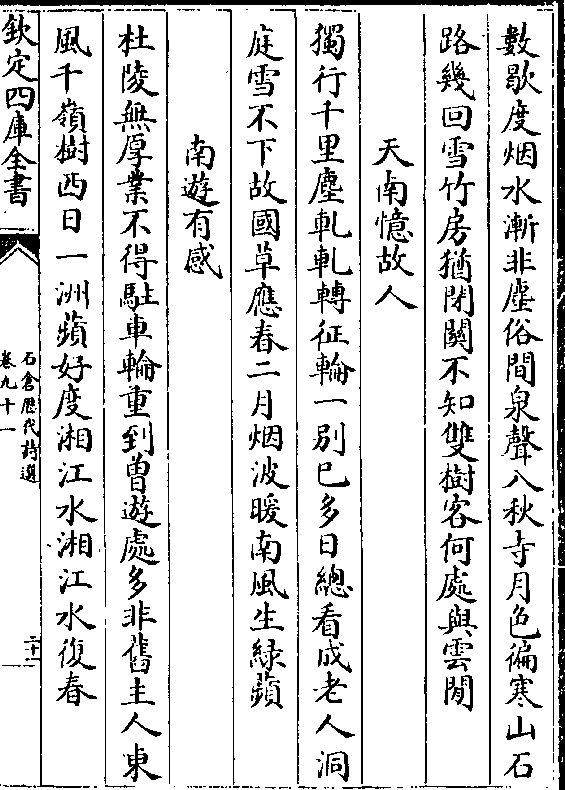 數歇度烟水漸非塵俗間泉聲入秋寺月色徧寒山石
路幾回雪竹房猶閉關不知雙樹客何處與雲閒
天南憶故人
獨行千里塵軋軋轉征輪一別已多日總看成老人洞
庭雪不下故國草應春二月烟波暖南風生綠蘋
南遊有感
杜陵無厚業不得駐車輪重到曾遊處多非舊主人東
風千嶺樹西日一洲蘋好度湘江水湘江水復春
欽定四庫全書
石倉歷代詩選
卷九十一